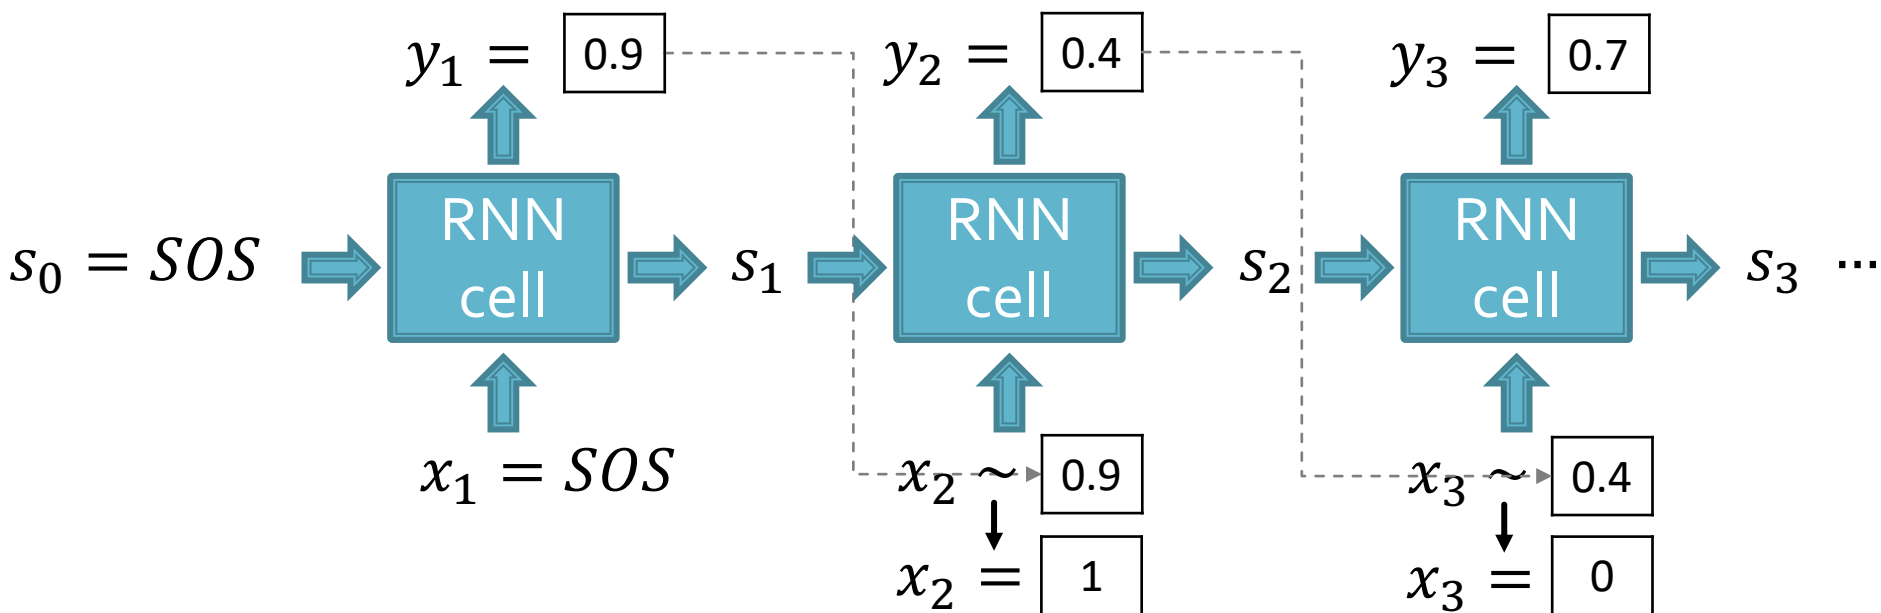 y₁ = 0.9 y₂ = 0.4 y₃ = 0.7
s₀ = SOS RNN cell s₁ RNN cell s₂ RNN cell s₃ ...
x₁ = SOS x₂ ~ 0.9 x₃ ~ 0.4
x₂ = 1 x₃ = 0